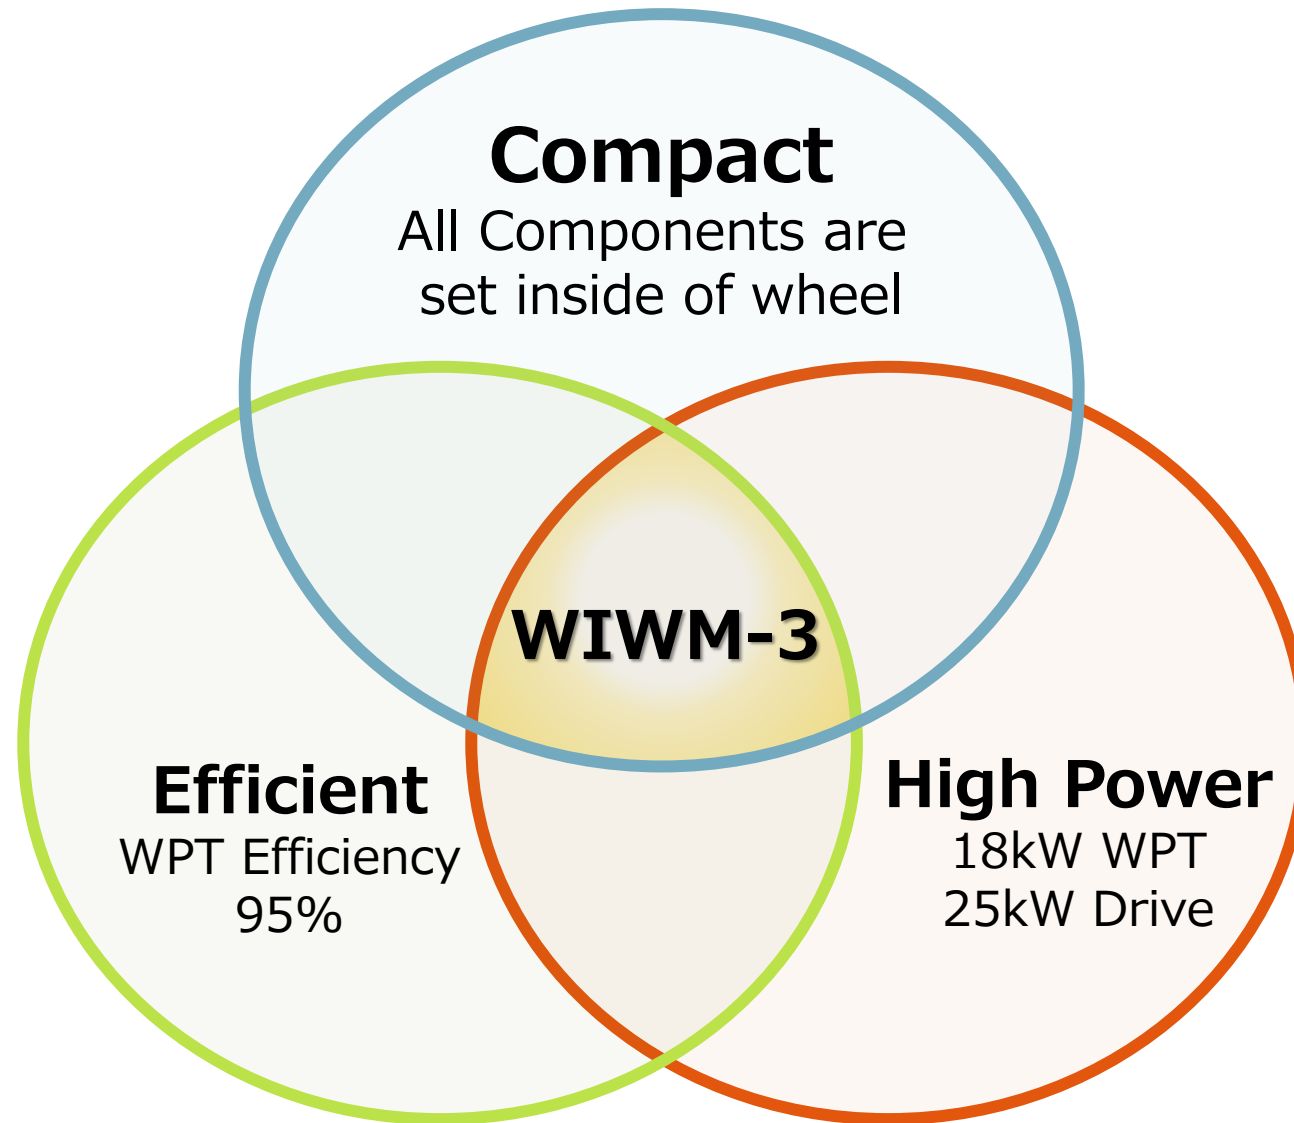 Compact
All Components are
set inside of wheel
WIWM-3
Efficient
WPT Efficiency
95%
High Power
18kW WPT
25kW Drive